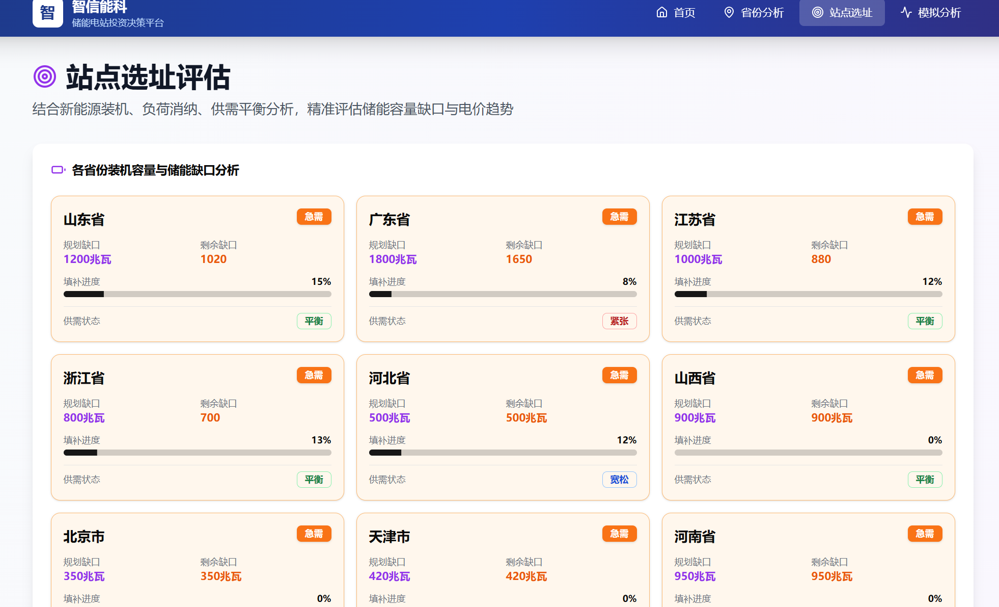 智
智信能科
储能电站投资决策平台
首页
省份分析
站点选址
模拟分析
站点选址评估
结合新能源装机、负荷消纳、供需平衡分析，精准评估储能容量缺口与电价趋势
各省份装机容量与储能缺口分析
山东省
急需
规划缺口
剩余缺口
1200兆瓦
1020
填补进度
15%
供需状态
平衡
广东省
急需
规划缺口
剩余缺口
1800兆瓦
1650
填补进度
8%
供需状态
紧张
江苏省
急需
规划缺口
剩余缺口
1000兆瓦
880
填补进度
12%
供需状态
平衡
浙江省
急需
规划缺口
剩余缺口
800兆瓦
700
填补进度
13%
供需状态
平衡
河北省
急需
规划缺口
剩余缺口
500兆瓦
500兆瓦
填补进度
12%
供需状态
宽松
山西省
急需
规划缺口
剩余缺口
900兆瓦
900兆瓦
填补进度
0%
供需状态
平衡
北京市
急需
规划缺口
剩余缺口
350兆瓦
350兆瓦
填补进度
0%
天津市
急需
规划缺口
剩余缺口
420兆瓦
420兆瓦
填补进度
0%
河南省
急需
规划缺口
剩余缺口
950兆瓦
950兆瓦
填补进度
0%